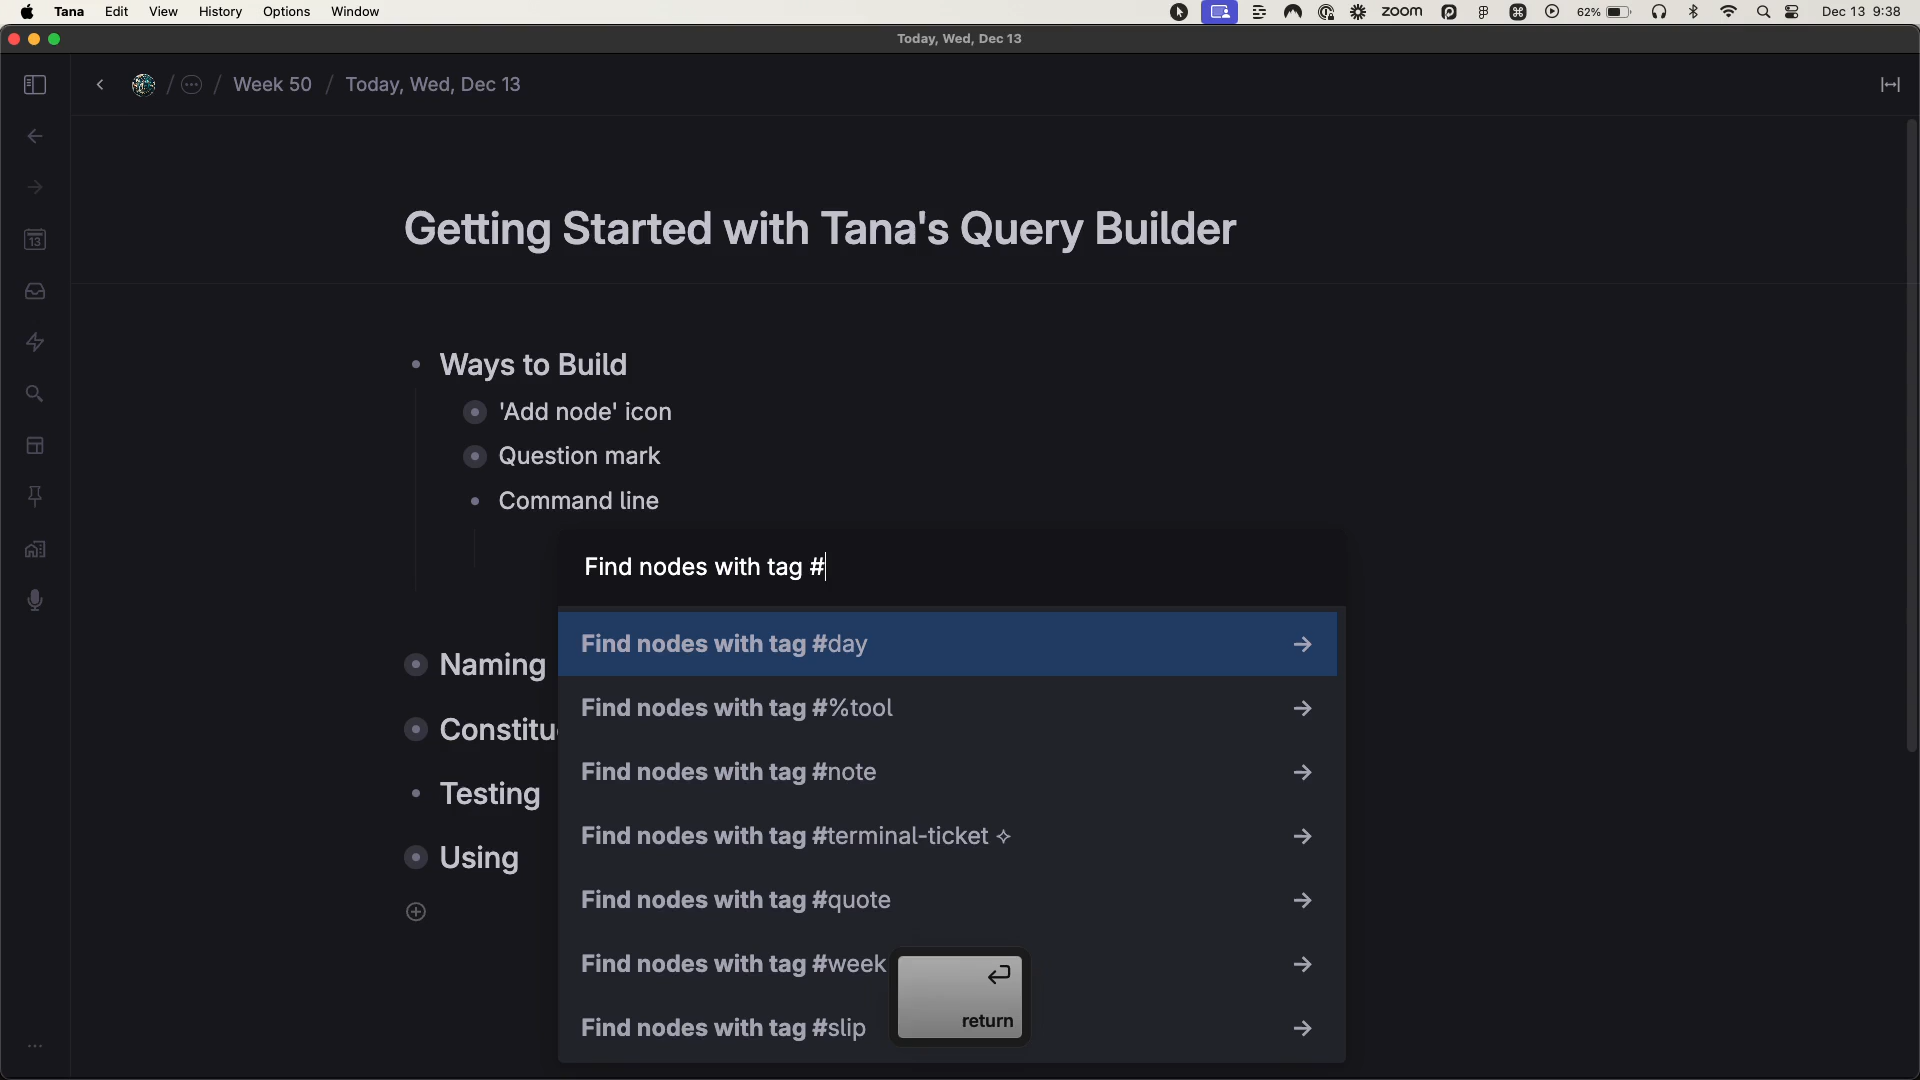 Tana Edit View History Options Window zoom 62% Dec 13 9:38
Today, Wed, Dec 13
/ / Week 50 / Today, Wed, Dec 13
Getting Started with Tana's Query Builder
13
Ways to Build
'Add node' icon
Question mark
Command line
Find nodes with tag #
Find nodes with tag #day
Naming
Find nodes with tag #%tool
Constitu
Find nodes with tag #note
Testing
Find nodes with tag #terminal-ticket
Using
Find nodes with tag #quote
Find nodes with tag #week
return
Find nodes with tag #slip